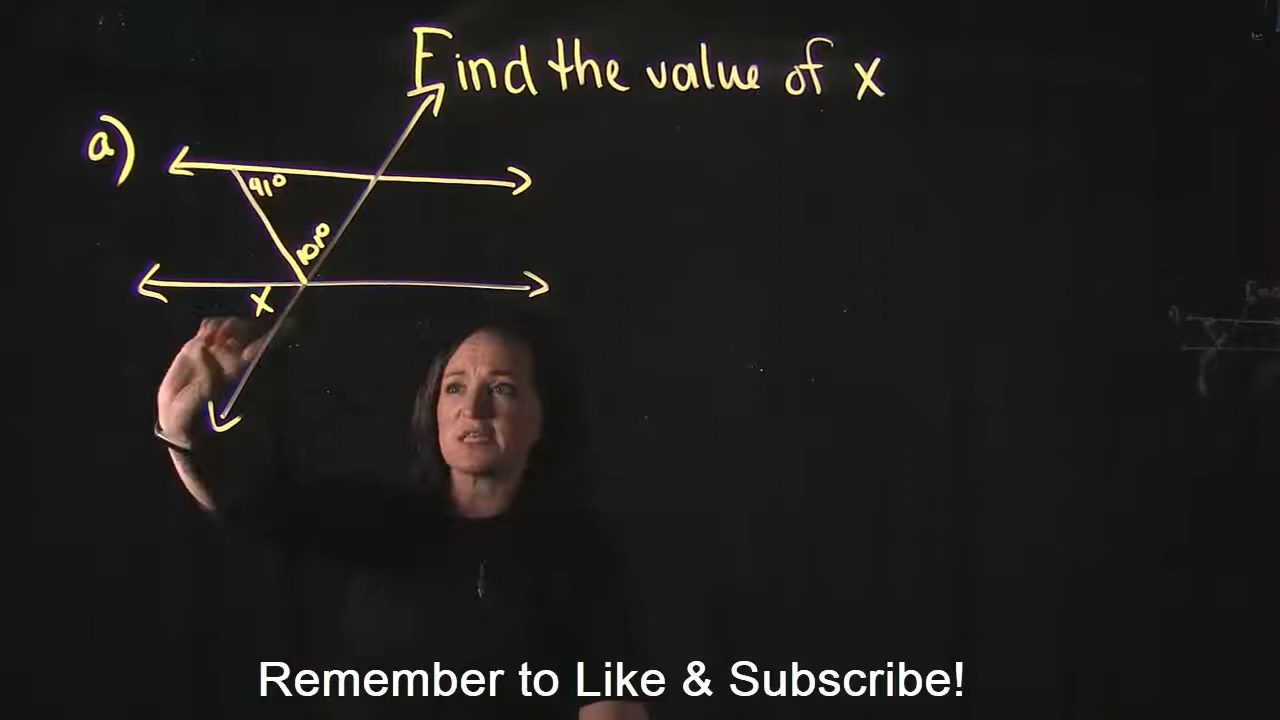 Find the value of x
a)
41°
101°
x
Remember to Like & Subscribe!